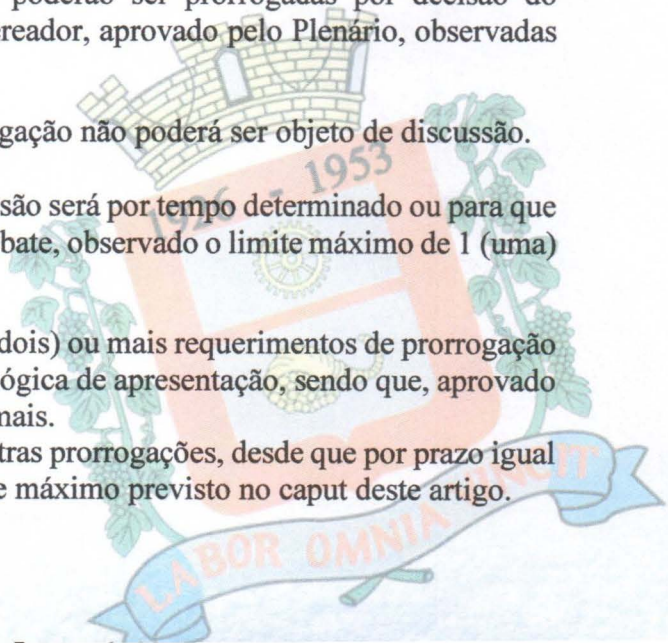 poderão ser prorrogadas por decisão do
ereador, aprovado pelo Plenário, observadas
gação não poderá ser objeto de discussão.
são será por tempo determinado ou para que
bate, observado o limite máximo de 1 (uma)
dois) ou mais requerimentos de prorrogação
ógica de apresentação, sendo que, aprovado
mais.
tras prorrogações, desde que por prazo igual
e máximo previsto no caput deste artigo.
1926 - 1953
LABOR OMNIA VINCIT